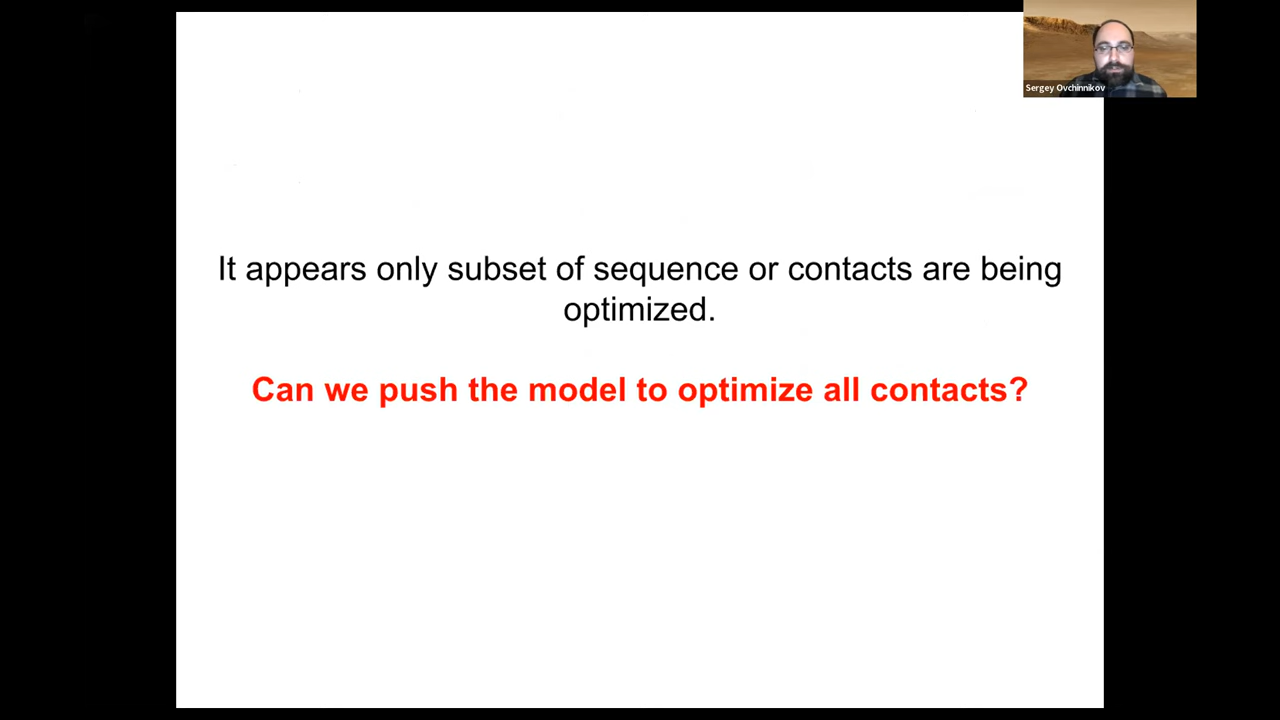 Sergey Ovchinnikov
It appears only subset of sequence or contacts are being
optimized.
Can we push the model to optimize all contacts?